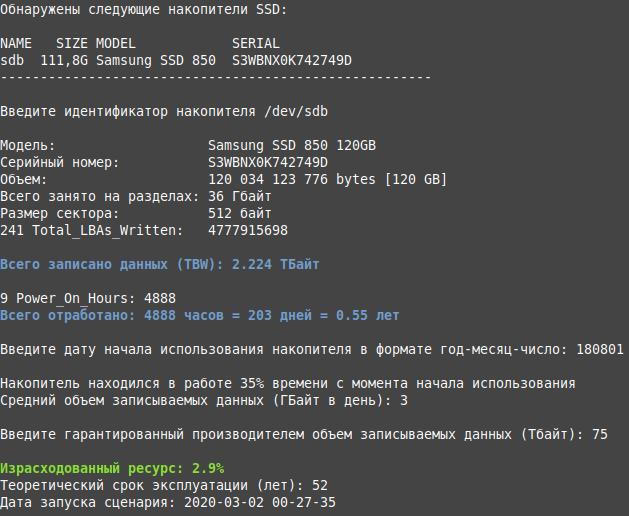 Обнаружены следующие накопители SSD:
NAME   SIZE MODEL            SERIAL
sdb  111,8G Samsung SSD 850  S3WBNX0K742749D
------------------------------------------------------
Введите идентификатор накопителя /dev/sdb
Модель:                   Samsung SSD 850 120GB
Серийный номер:           S3WBNX0K742749D
Объем:                    120 034 123 776 bytes [120 GB]
Всего занято на разделах: 36 Гбайт
Размер сектора:           512 байт
241 Total_LBAs_Written:   4777915698
Всего записано данных (TBW): 2.224 ТБайт
9 Power_On_Hours: 4888
Всего отработано: 4888 часов = 203 дней = 0.55 лет
Введите дату начала использования накопителя в формате год-месяц-число: 180801
Накопитель находился в работе 35% времени с момента начала использования
Средний объем записываемых данных (ГБайт в день): 3
Введите гарантированный производителем объем записываемых данных (Тбайт): 75
Израсходованный ресурс: 2.9%
Теоретический срок эксплуатации (лет): 52
Дата запуска сценария: 2020-03-02 00-27-35